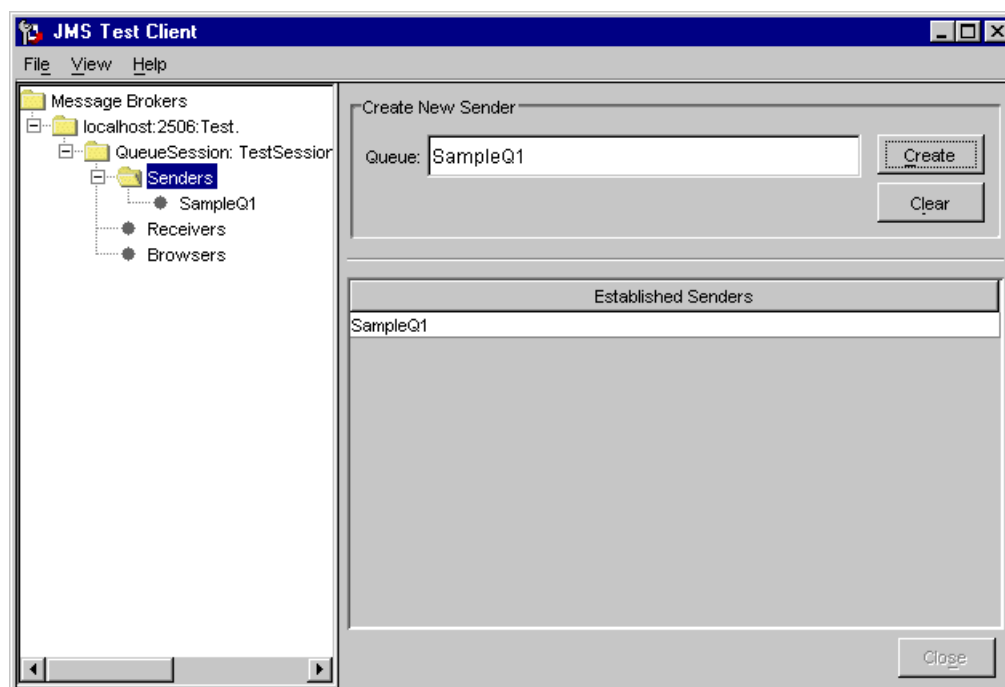 JMS Test Client
File View Help
Message Brokers
localhost:2506:Test.
QueueSession: TestSession
Senders
SampleQ1
Receivers
Browsers
Create New Sender
Queue: SampleQ1
Create
Clear
Established Senders
SampleQ1
Close